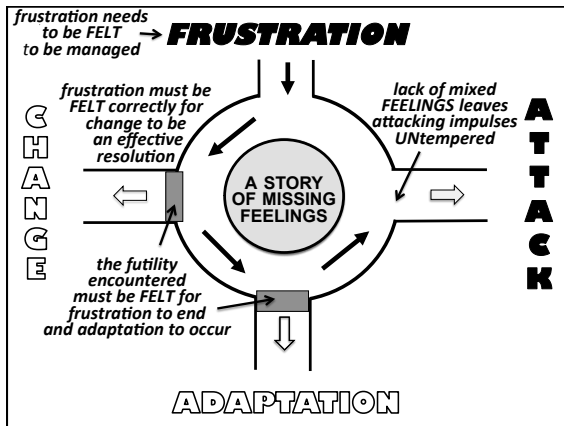 frustration needs
to be FELT
to be managed
FRUSTRATION
frustration must be
FELT correctly for
change to be
an effective
resolution
lack of mixed
FEELINGS leaves
attacking impulses
UNtempered
CHANGE
A STORY
OF MISSING
FEELINGS
ATTACK
the futility
encountered
must be FELT for
frustration to end
and adaptation to occur
ADAPTATION